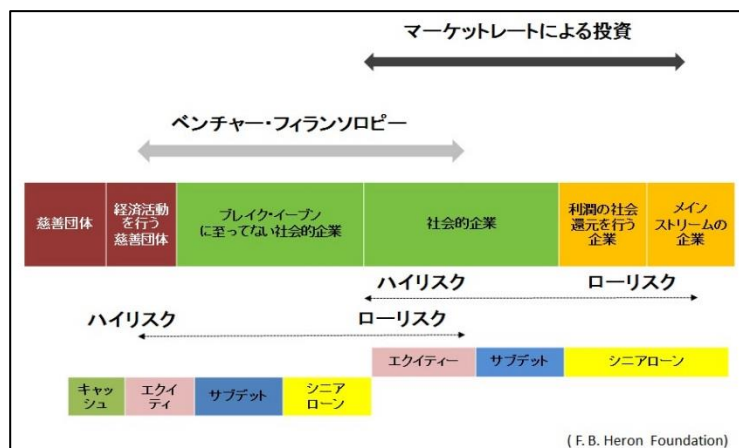 マーケットレートによる投資
ベンチャー・フィランソロピー
慈善団体
経済活動
を行う
慈善団体
ブレイク・イーブン
に至ってない社会的企業
社会的企業
利潤の社会
還元を行う
企業
メイン
ストリームの
企業
ハイリスク
ローリスク
ハイリスク
ローリスク
エクイティー
サブデット
シニアローン
キャッ
シュ
エクイ
ティ
サブデット
シニア
ローン
( F. B. Heron Foundation)